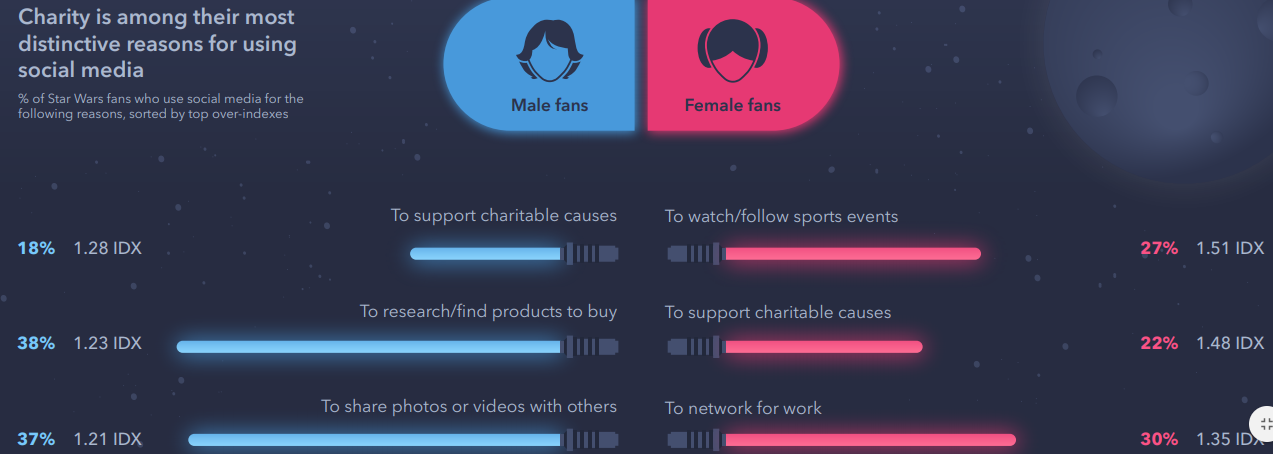 Charity is among their most
distinctive reasons for using
social media
% of Star Wars fans who use social media for the
following reasons, sorted by top over-indexes
Male fans
Female fans
To support charitable causes
18% 1.28 IDX
To research/find products to buy
38% 1.23 IDX
To share photos or videos with others
37% 1.21 IDX
To watch/follow sports events
27% 1.51 IDX
To support charitable causes
22% 1.48 IDX
To network for work
30% 1.35 IDX